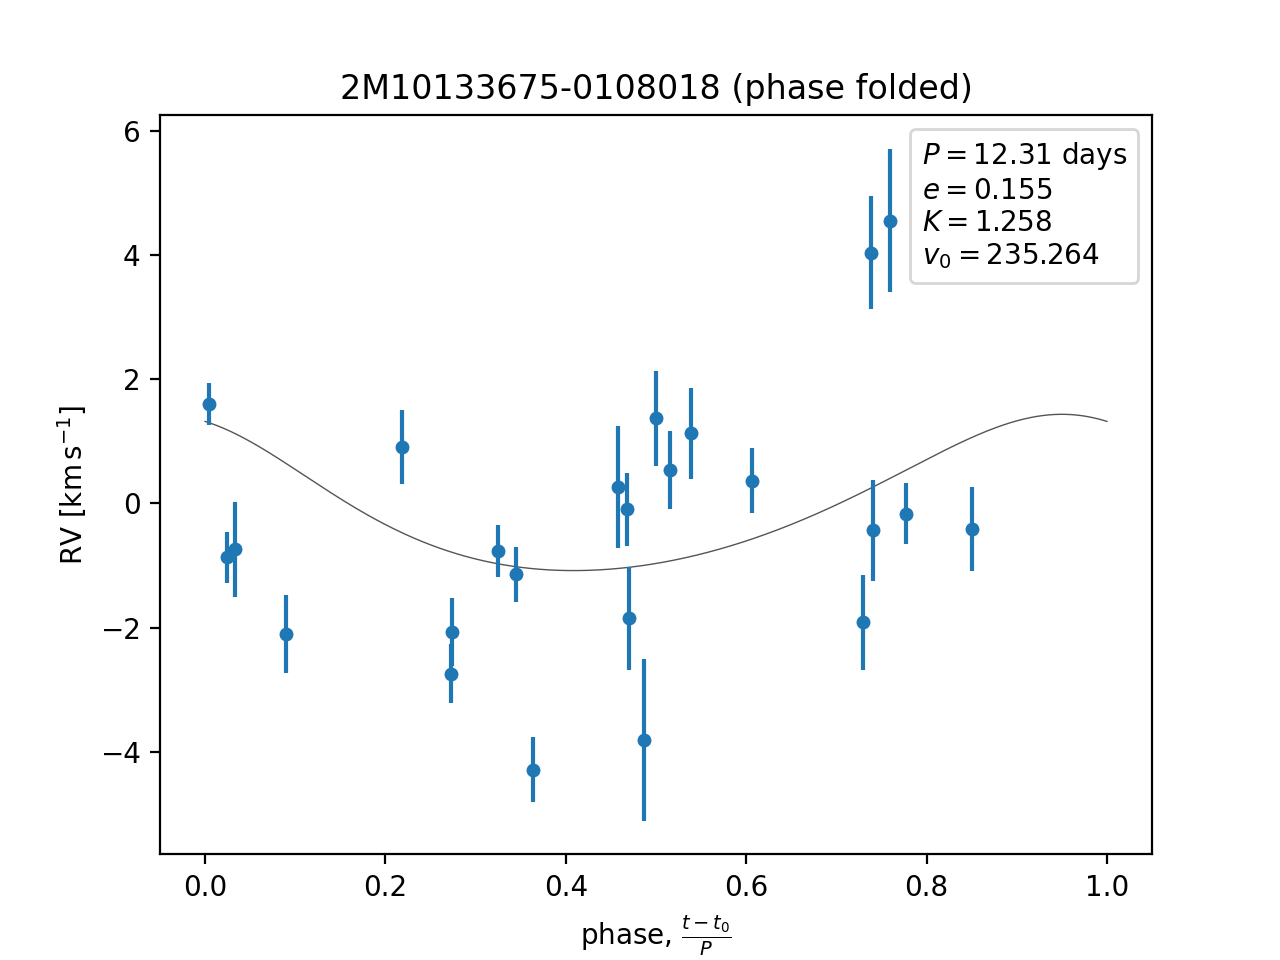 2M10133675-0108018 (phase folded)
P = 12.31 days
e = 0.155
K = 1.258
v₀ = 235.264
RV [km s⁻¹]
6
4
2
0
−2
−4
0.0 0.2 0.4 0.6 0.8 1.0
phase, (t − t₀)/P